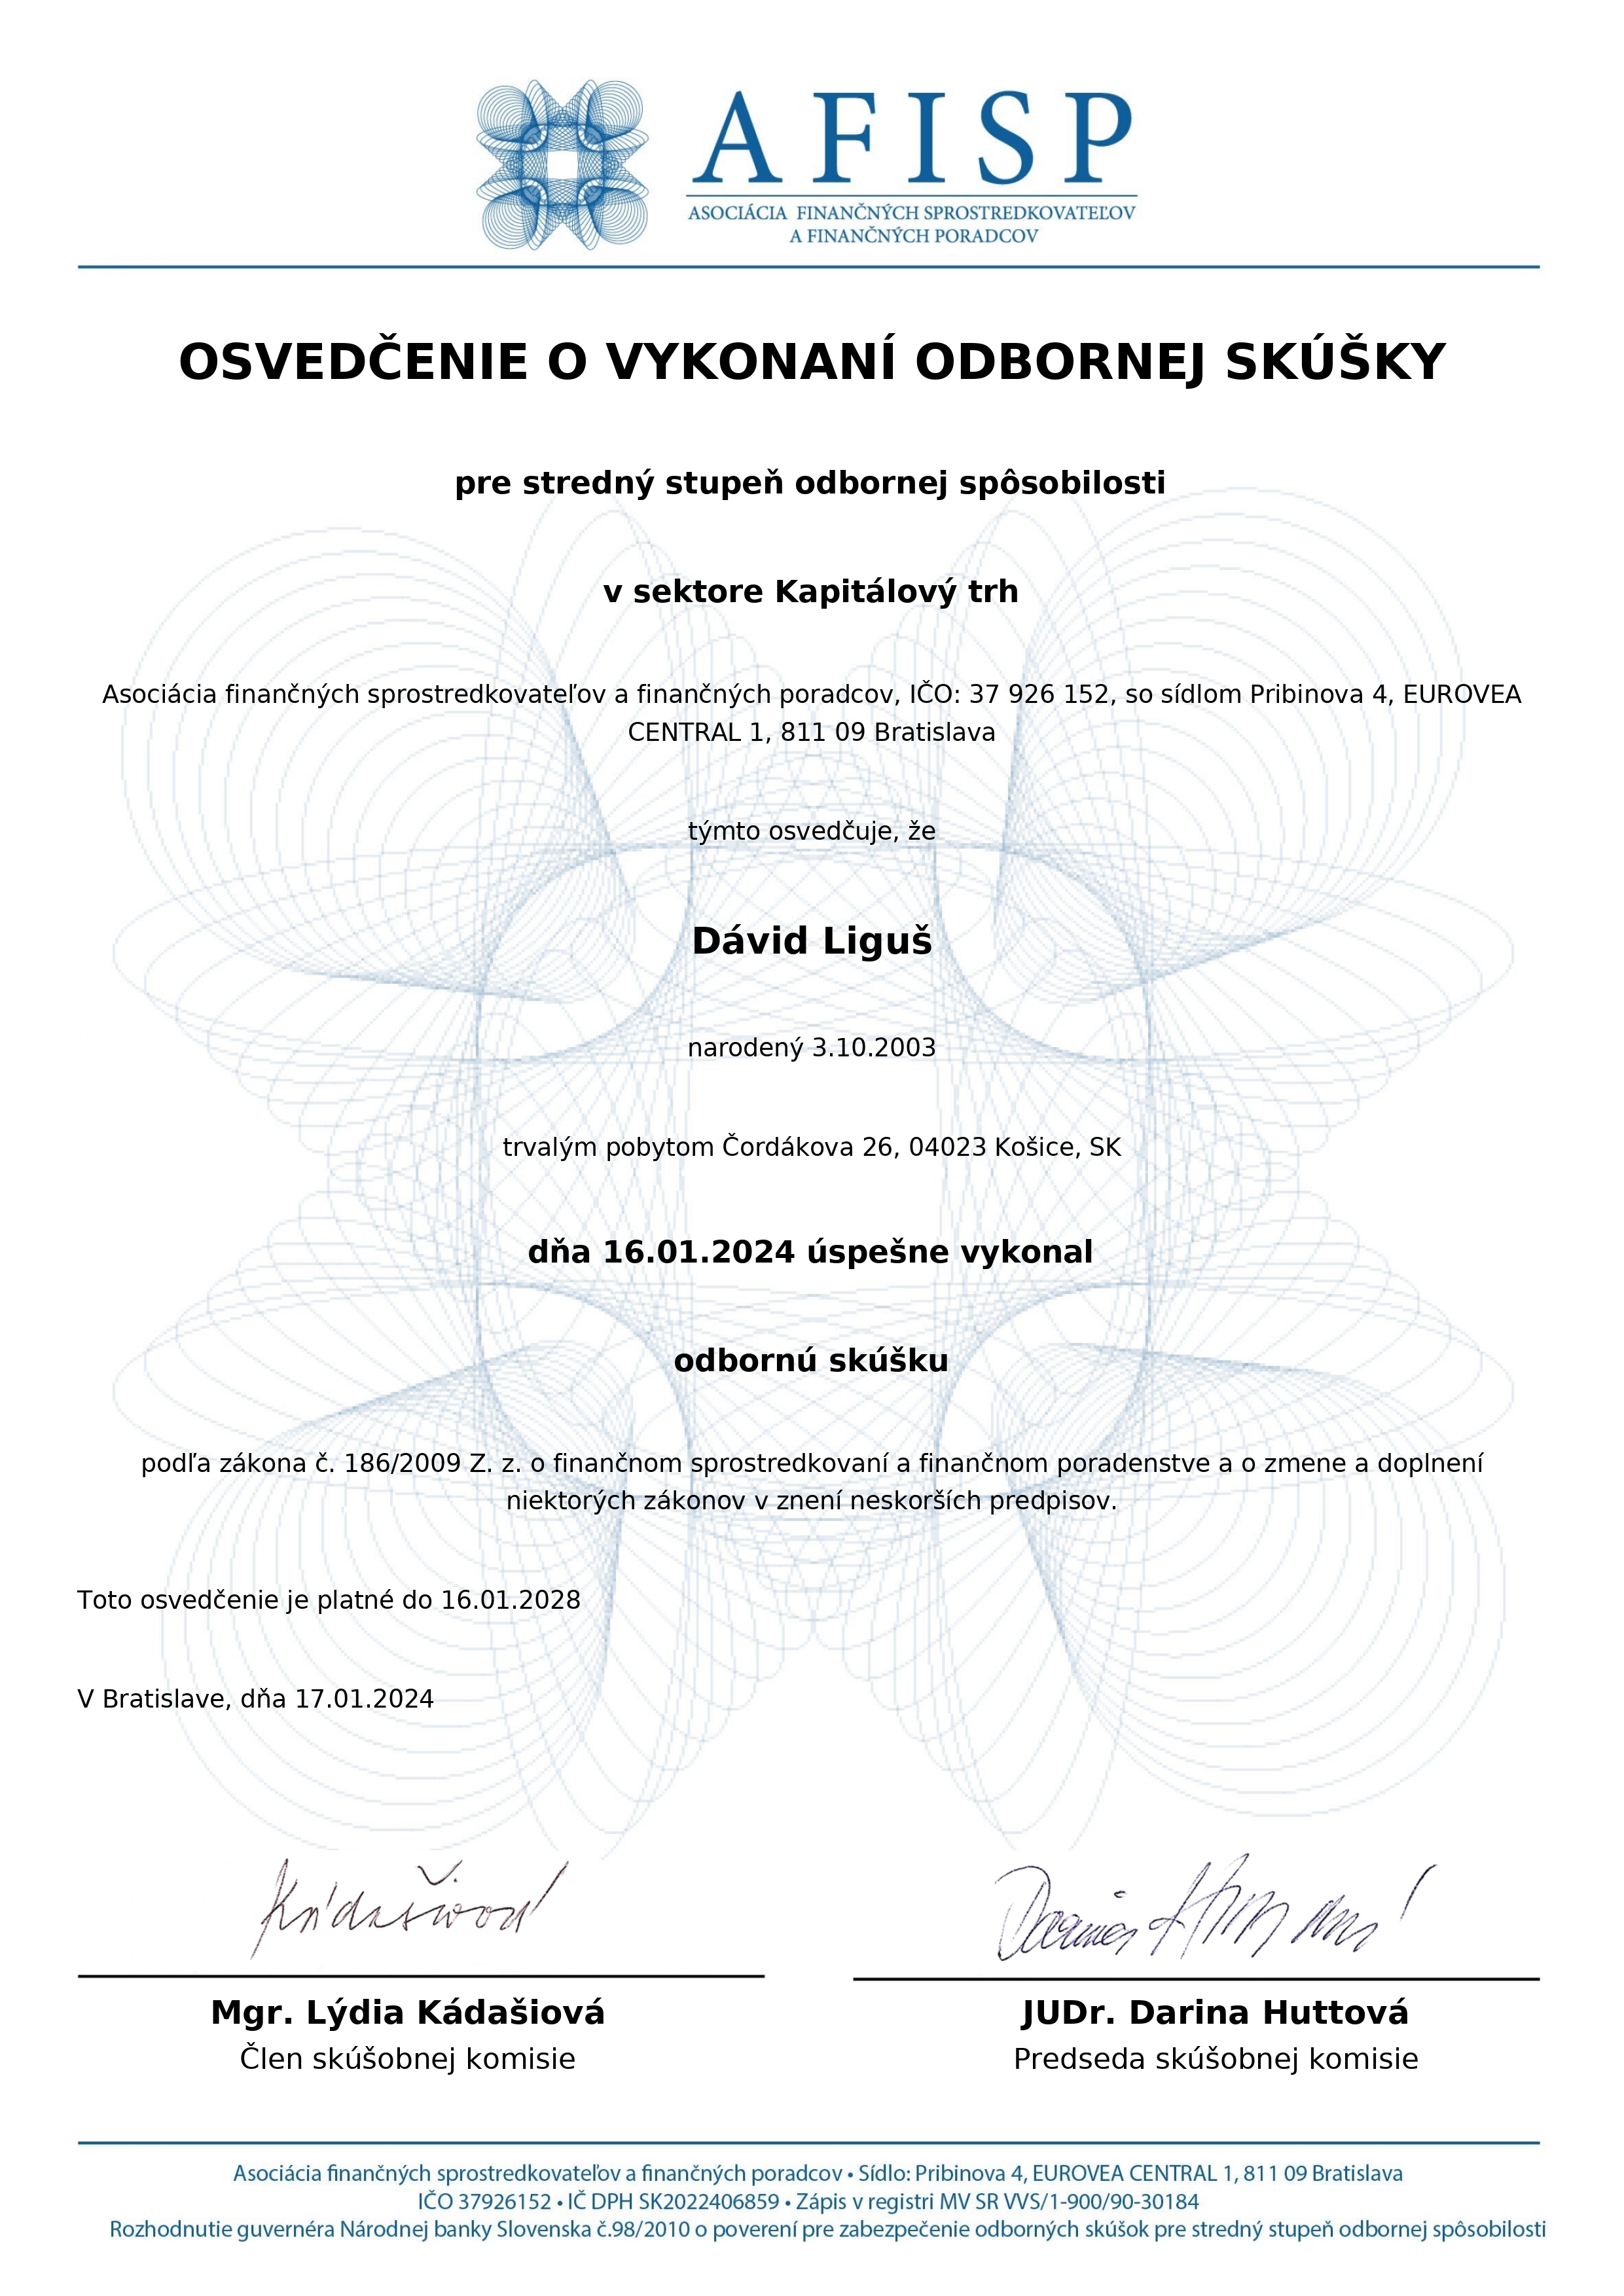 AFISP
ASOCIÁCIA FINANČNÝCH SPROSTREDKOVATEĽOV
A FINANČNÝCH PORADCOV
OSVEDČENIE O VYKONANÍ ODBORNEJ SKÚŠKY
pre stredný stupeň odbornej spôsobilosti
v sektore Kapitálový trh
Asociácia finančných sprostredkovateľov a finančných poradcov, IČO: 37 926 152, so sídlom Pribinova 4, EUROVEA
CENTRAL 1, 811 09 Bratislava
týmto osvedčuje, že
Dávid Liguš
narodený 3.10.2003
trvalým pobytom Čordákova 26, 04023 Košice, SK
dňa 16.01.2024 úspešne vykonal
odbornú skúšku
podľa zákona č. 186/2009 Z. z. o finančnom sprostredkovaní a finančnom poradenstve a o zmene a doplnení
niektorých zákonov v znení neskorších predpisov.
Toto osvedčenie je platné do 16.01.2028
V Bratislave, dňa 17.01.2024
Mgr. Lýdia Kádašiová
Člen skúšobnej komisie
JUDr. Darina Huttová
Predseda skúšobnej komisie
Asociácia finančných sprostredkovateľov a finančných poradcov • Sídlo: Pribinova 4, EUROVEA CENTRAL 1, 811 09 Bratislava
IČO 37926152 • IČ DPH SK2022406859 • Zápis v registri MV SR VVS/1-900/90-30184
Rozhodnutie guvernéra Národnej banky Slovenska č.98/2010 o poverení pre zabezpečenie odborných skúšok pre stredný stupeň odbornej spôsobilosti